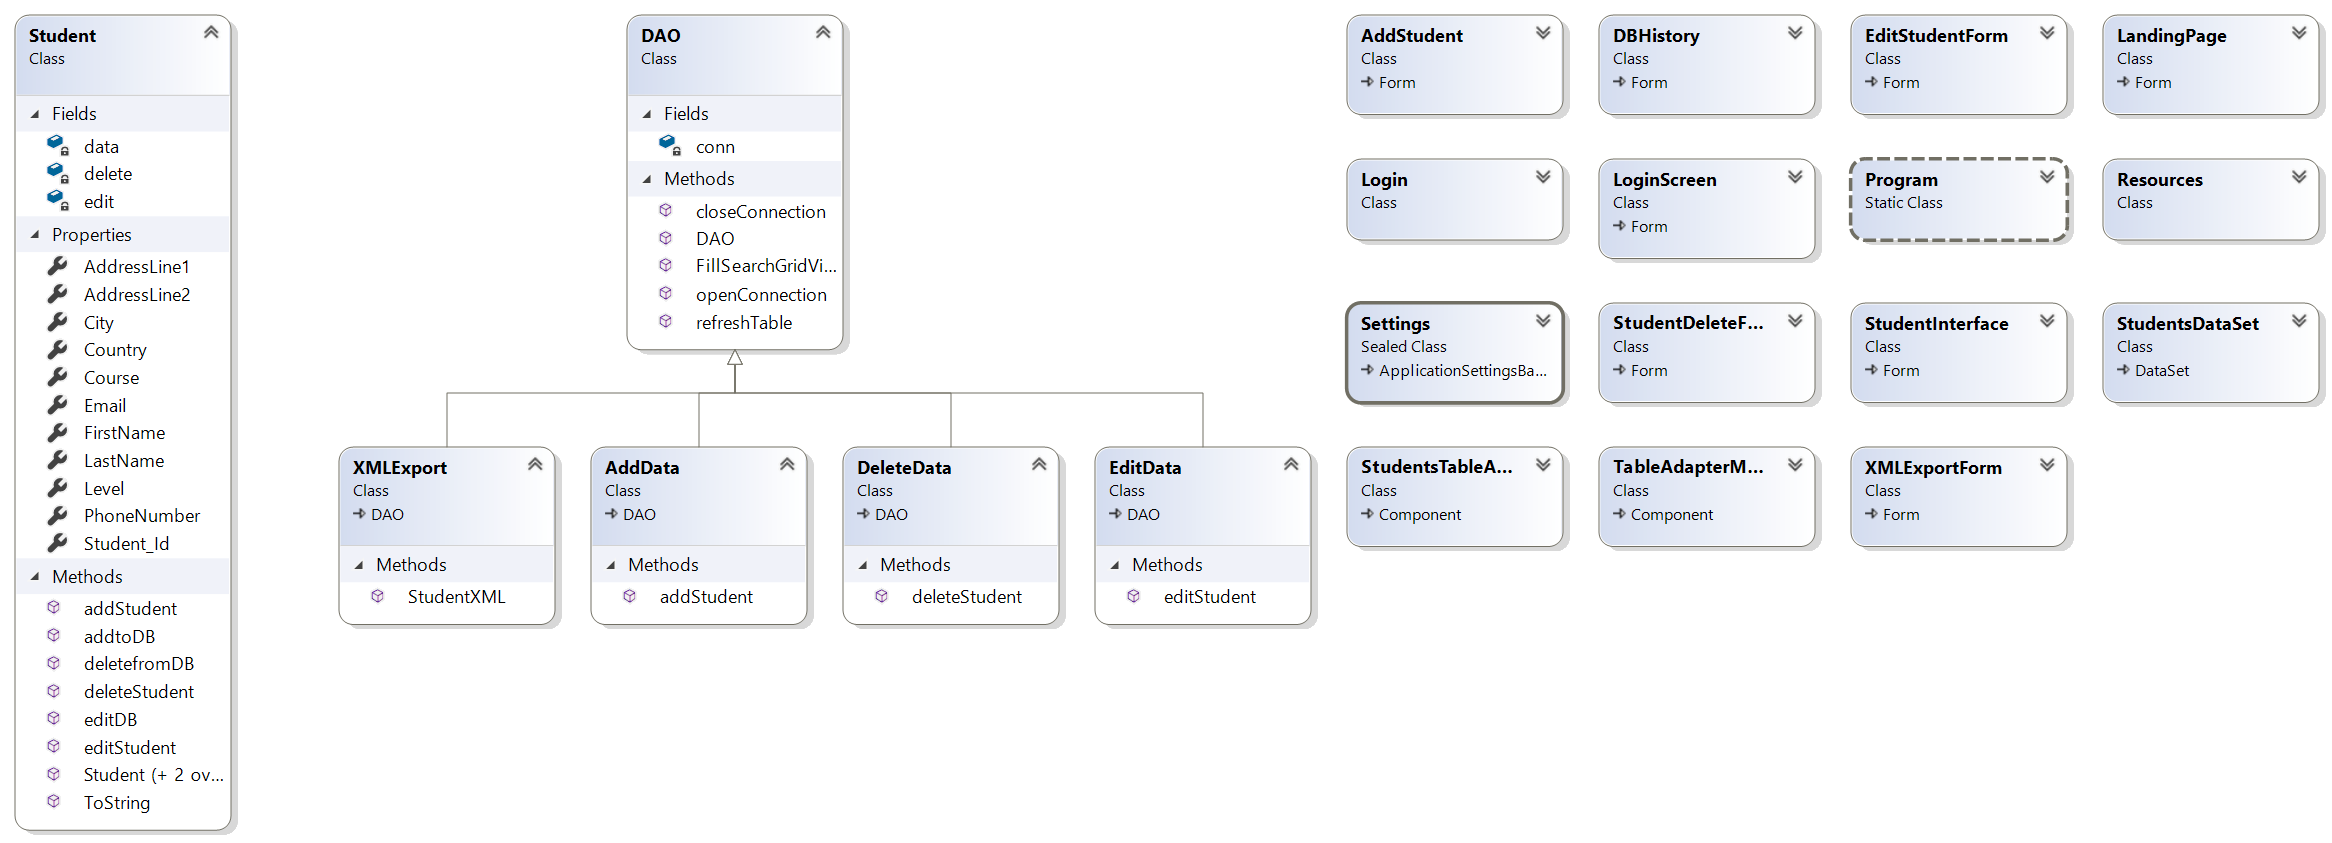 Student
Class
Fields
data
delete
edit
Properties
AddressLine1
AddressLine2
City
Country
Course
Email
FirstName
LastName
Level
PhoneNumber
Student_Id
Methods
addStudent
addtoDB
deletefromDB
deleteStudent
editDB
editStudent
Student (+ 2 ov...
ToString
DAO
Class
Fields
conn
Methods
closeConnection
DAO
FillSearchGridVi...
openConnection
refreshTable
XMLExport
Class
DAO
Methods
StudentXML
AddData
Class
DAO
Methods
addStudent
DeleteData
Class
DAO
Methods
deleteStudent
EditData
Class
DAO
Methods
editStudent
AddStudent
Class
Form
DBHistory
Class
Form
EditStudentForm
Class
Form
LandingPage
Class
Form
Login
Class
LoginScreen
Class
Form
Program
Static Class
Resources
Class
Settings
Sealed Class
ApplicationSettingsBa...
StudentDeleteF...
Class
Form
StudentInterface
Class
Form
StudentsDataSet
Class
DataSet
StudentsTableA...
Class
Component
TableAdapterM...
Class
Component
XMLExportForm
Class
Form